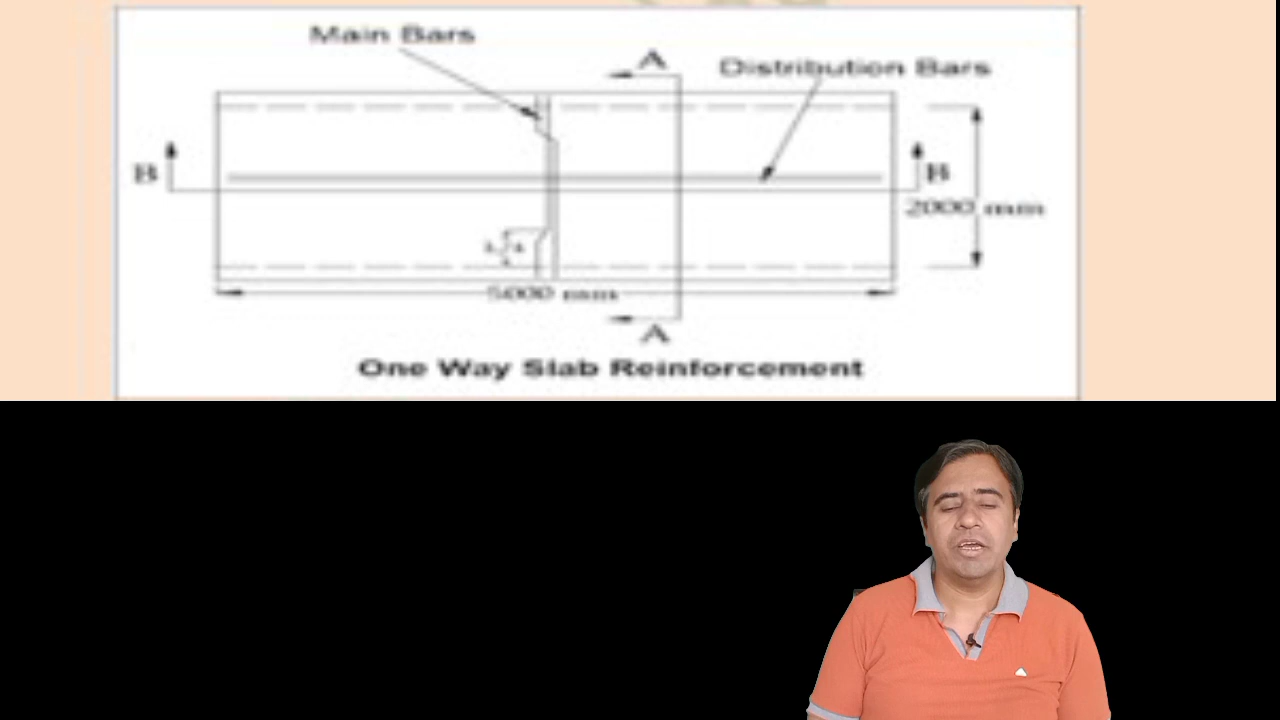 Main Bars
A
Distribution Bars
B
B
2000 mm
5000 mm
A
One Way Slab Reinforcement